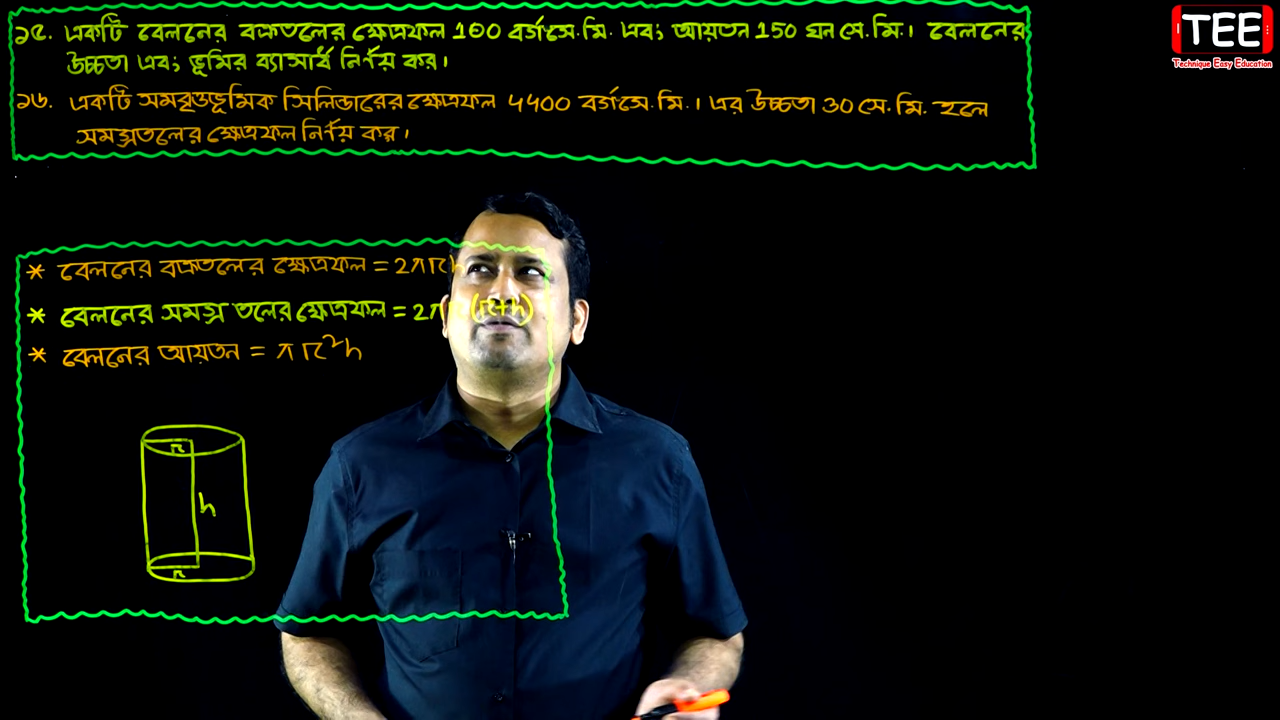 ১৫. একটি বেলনের বক্রতলের ক্ষেত্রফল 100 বর্গসে.মি. এবং আয়তন 150 ঘন সে.মি.। বেলনের
উচ্চতা এবং ভূমির ব্যাসার্ধ নির্ণয় কর।
১৬. একটি সমবৃত্তভূমিক সিলিন্ডারের ক্ষেত্রফল 4400 বর্গসে.মি.। এর উচ্চতা 30 সে.মি. হলে
সমগ্রতলের ক্ষেত্রফল নির্ণয় কর।
* বেলনের বক্রতলের ক্ষেত্রফল = 2πrh
* বেলনের সমগ্র তলের ক্ষেত্রফল = 2πr(r+h)
* বেলনের আয়তন = πr²h
r
h
r
TEE
Technique Easy Education